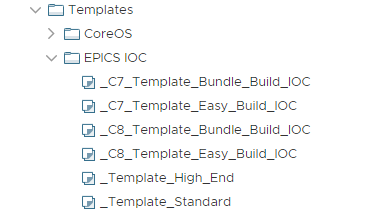 Templates
CoreOS
EPICS IOC
_C7_Template_Bundle_Build_IOC
_C7_Template_Easy_Build_IOC
_C8_Template_Bundle_Build_IOC
_C8_Template_Easy_Build_IOC
_Template_High_End
_Template_Standard